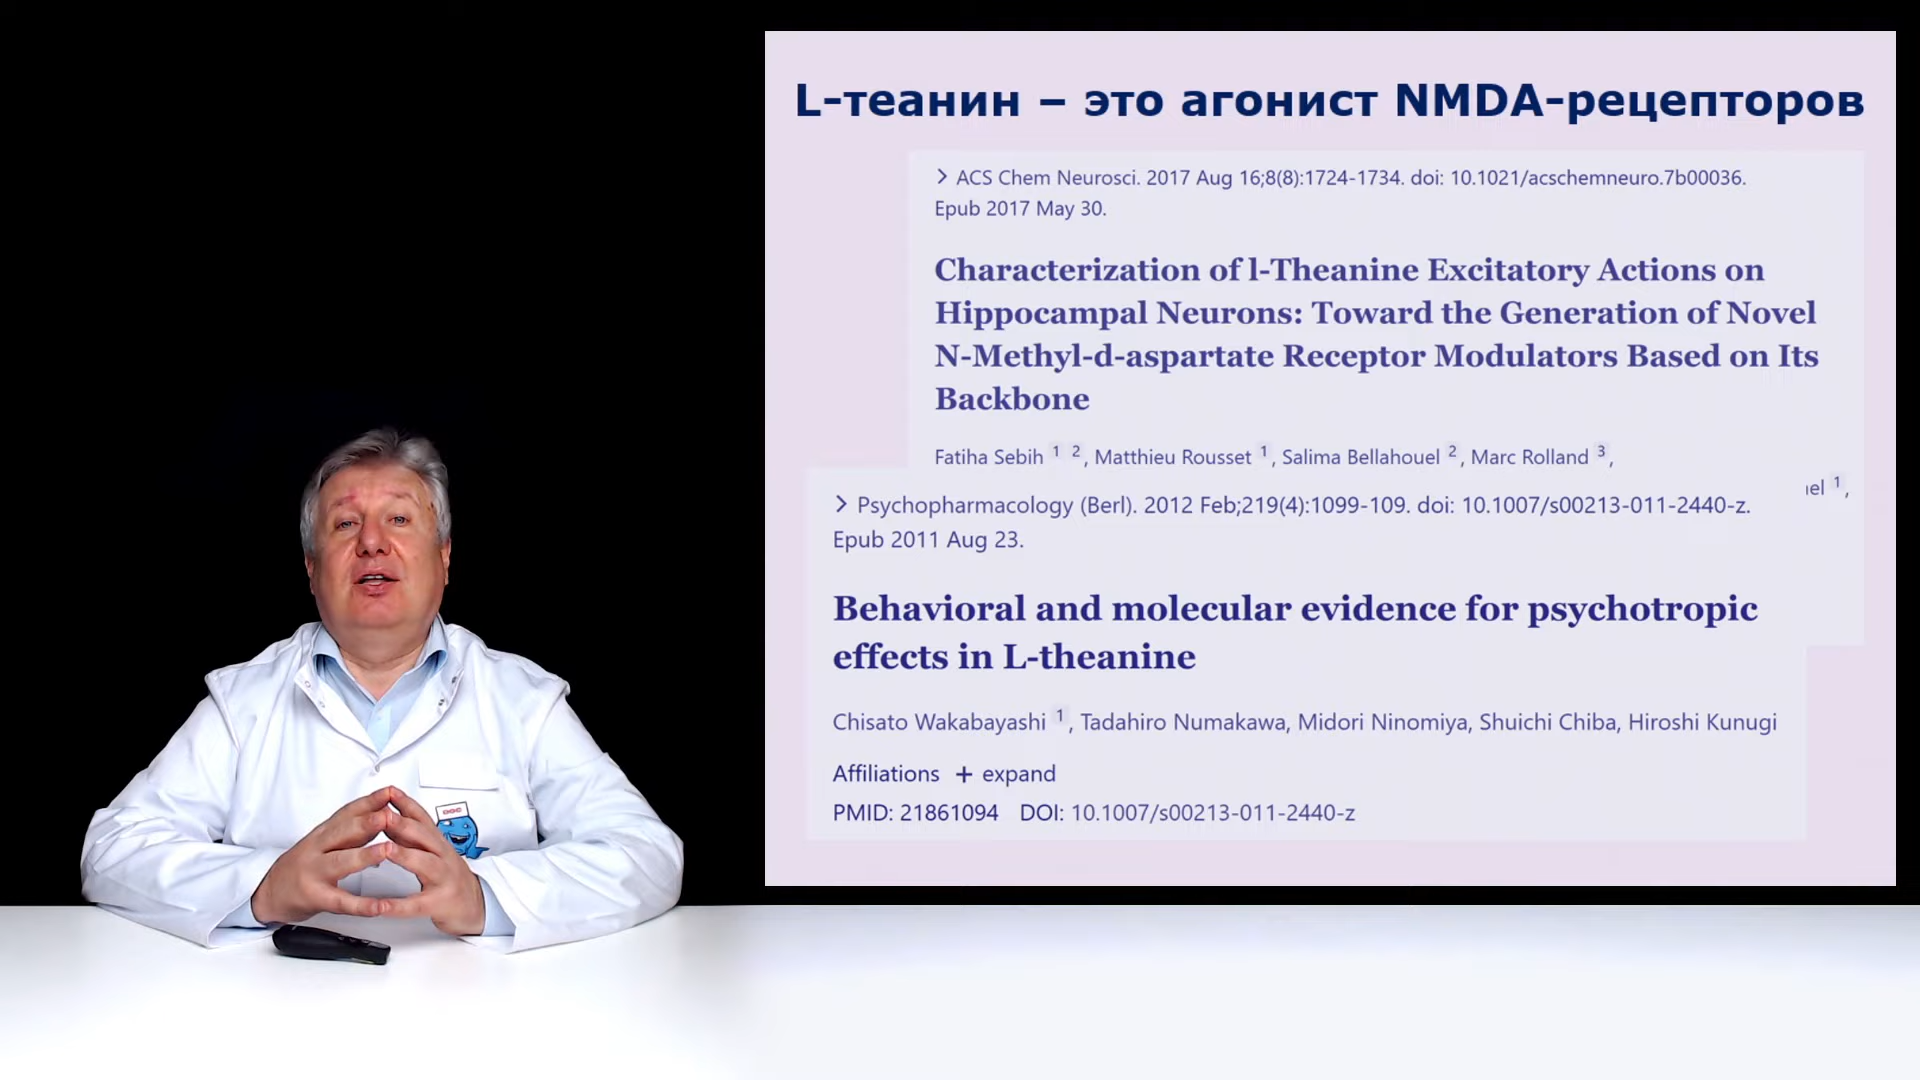 L-теанин – это агонист NMDA-рецепторов
> ACS Chem Neurosci. 2017 Aug 16;8(8):1724-1734. doi: 10.1021/acschemneuro.7b00036.
Epub 2017 May 30.
Characterization of l-Theanine Excitatory Actions on
Hippocampal Neurons: Toward the Generation of Novel
N-Methyl-d-aspartate Receptor Modulators Based on Its
Backbone
Fatiha Sebih 1 2, Matthieu Rousset 1, Salima Bellahouel 2, Marc Rolland 3,
1,
> Psychopharmacology (Berl). 2012 Feb;219(4):1099-109. doi: 10.1007/s00213-011-2440-z.
Epub 2011 Aug 23.
Behavioral and molecular evidence for psychotropic
effects in L-theanine
Chisato Wakabayashi 1, Tadahiro Numakawa, Midori Ninomiya, Shuichi Chiba, Hiroshi Kunugi
Affiliations + expand
PMID: 21861094 DOI: 10.1007/s00213-011-2440-z